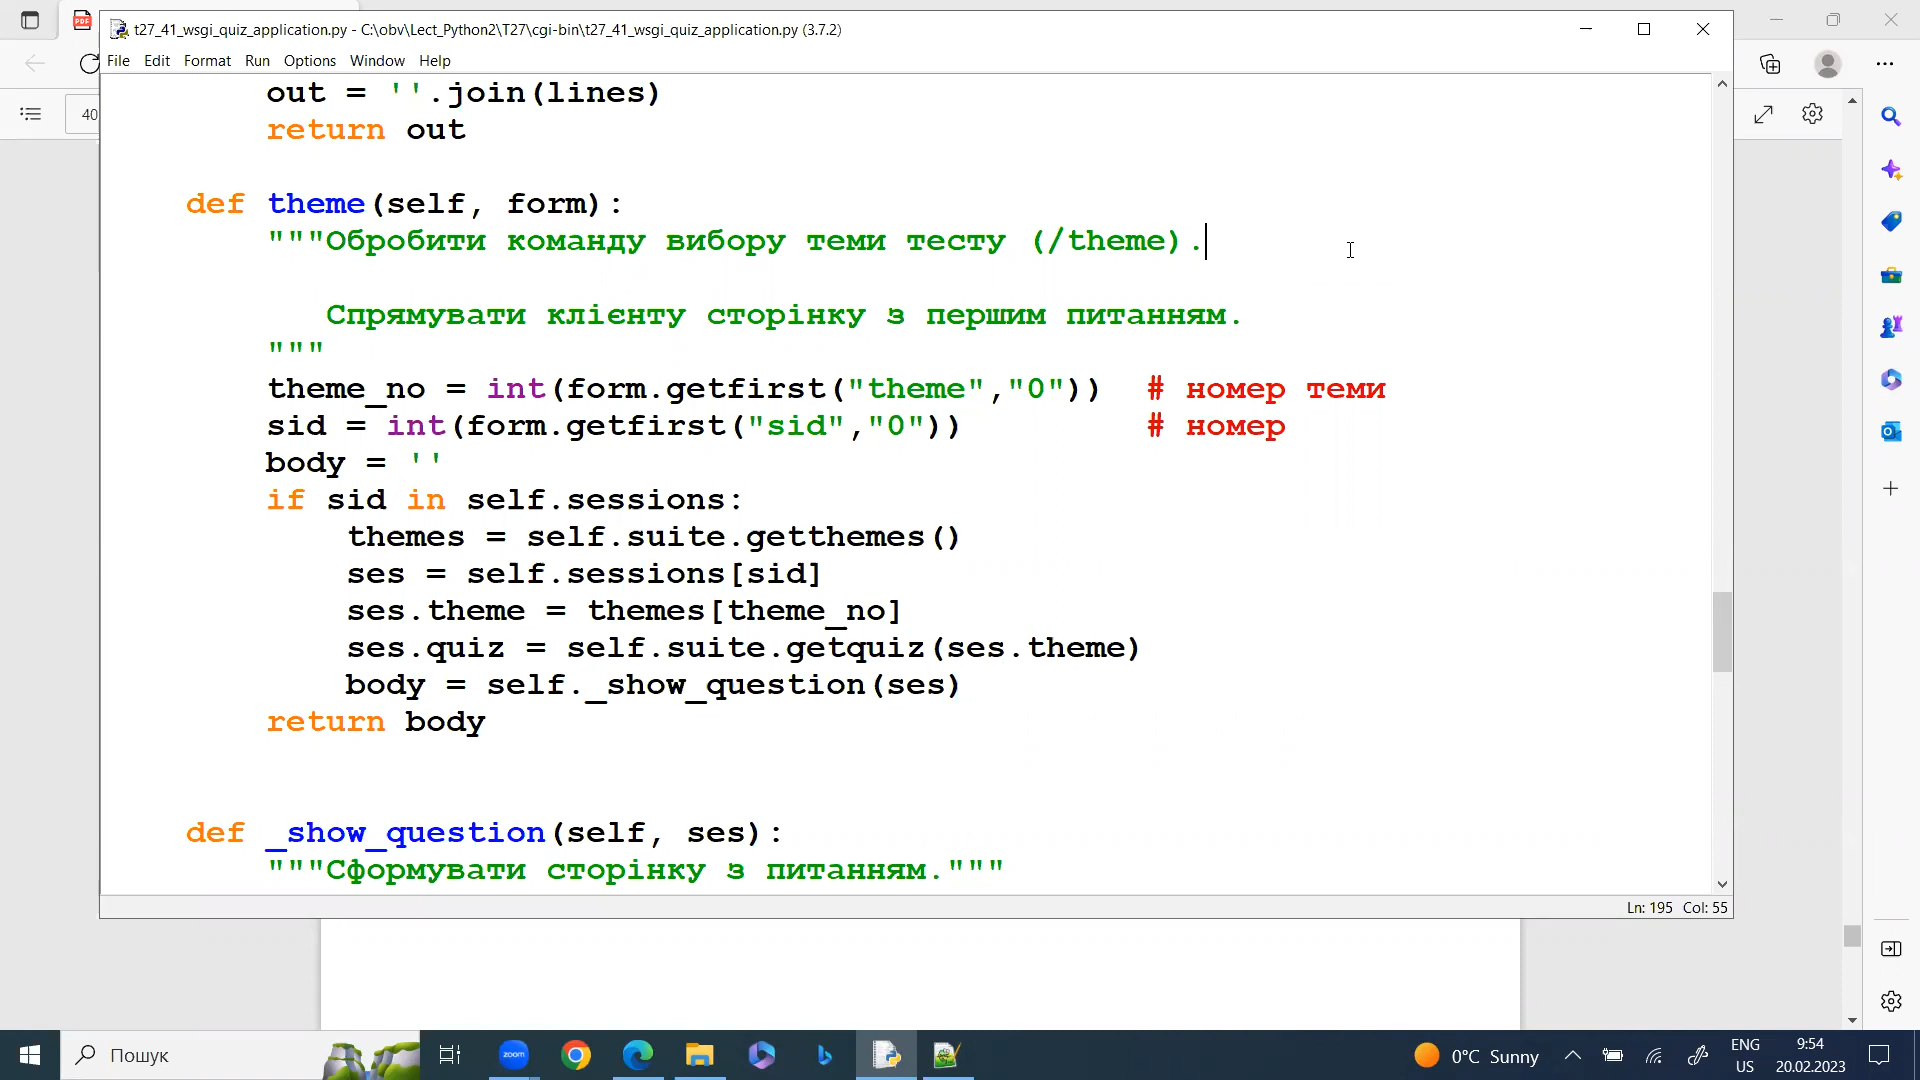 t27_41_wsgi_quiz_application.py - C:\obv\Lect_Python2\T27\cgi-bin\t27_41_wsgi_quiz_application.py (3.7.2)
File Edit Format Run Options Window Help
40
out = ''.join(lines)
return out
def theme(self, form):
"""Обробити команду вибору теми тесту (/theme).
Спрямувати клієнту сторінку з першим питанням.
"""
theme_no = int(form.getfirst("theme","0")) # номер теми
sid = int(form.getfirst("sid","0")) # номер
body = ''
if sid in self.sessions:
themes = self.suite.getthemes()
ses = self.sessions[sid]
ses.theme = themes[theme_no]
ses.quiz = self.suite.getquiz(ses.theme)
body = self._show_question(ses)
return body
def _show_question(self, ses):
"""Сформувати сторінку з питанням."""
Ln: 195 Col: 55
Пошук
zoom
0°C Sunny
ENG
US
9:54
20.02.2023